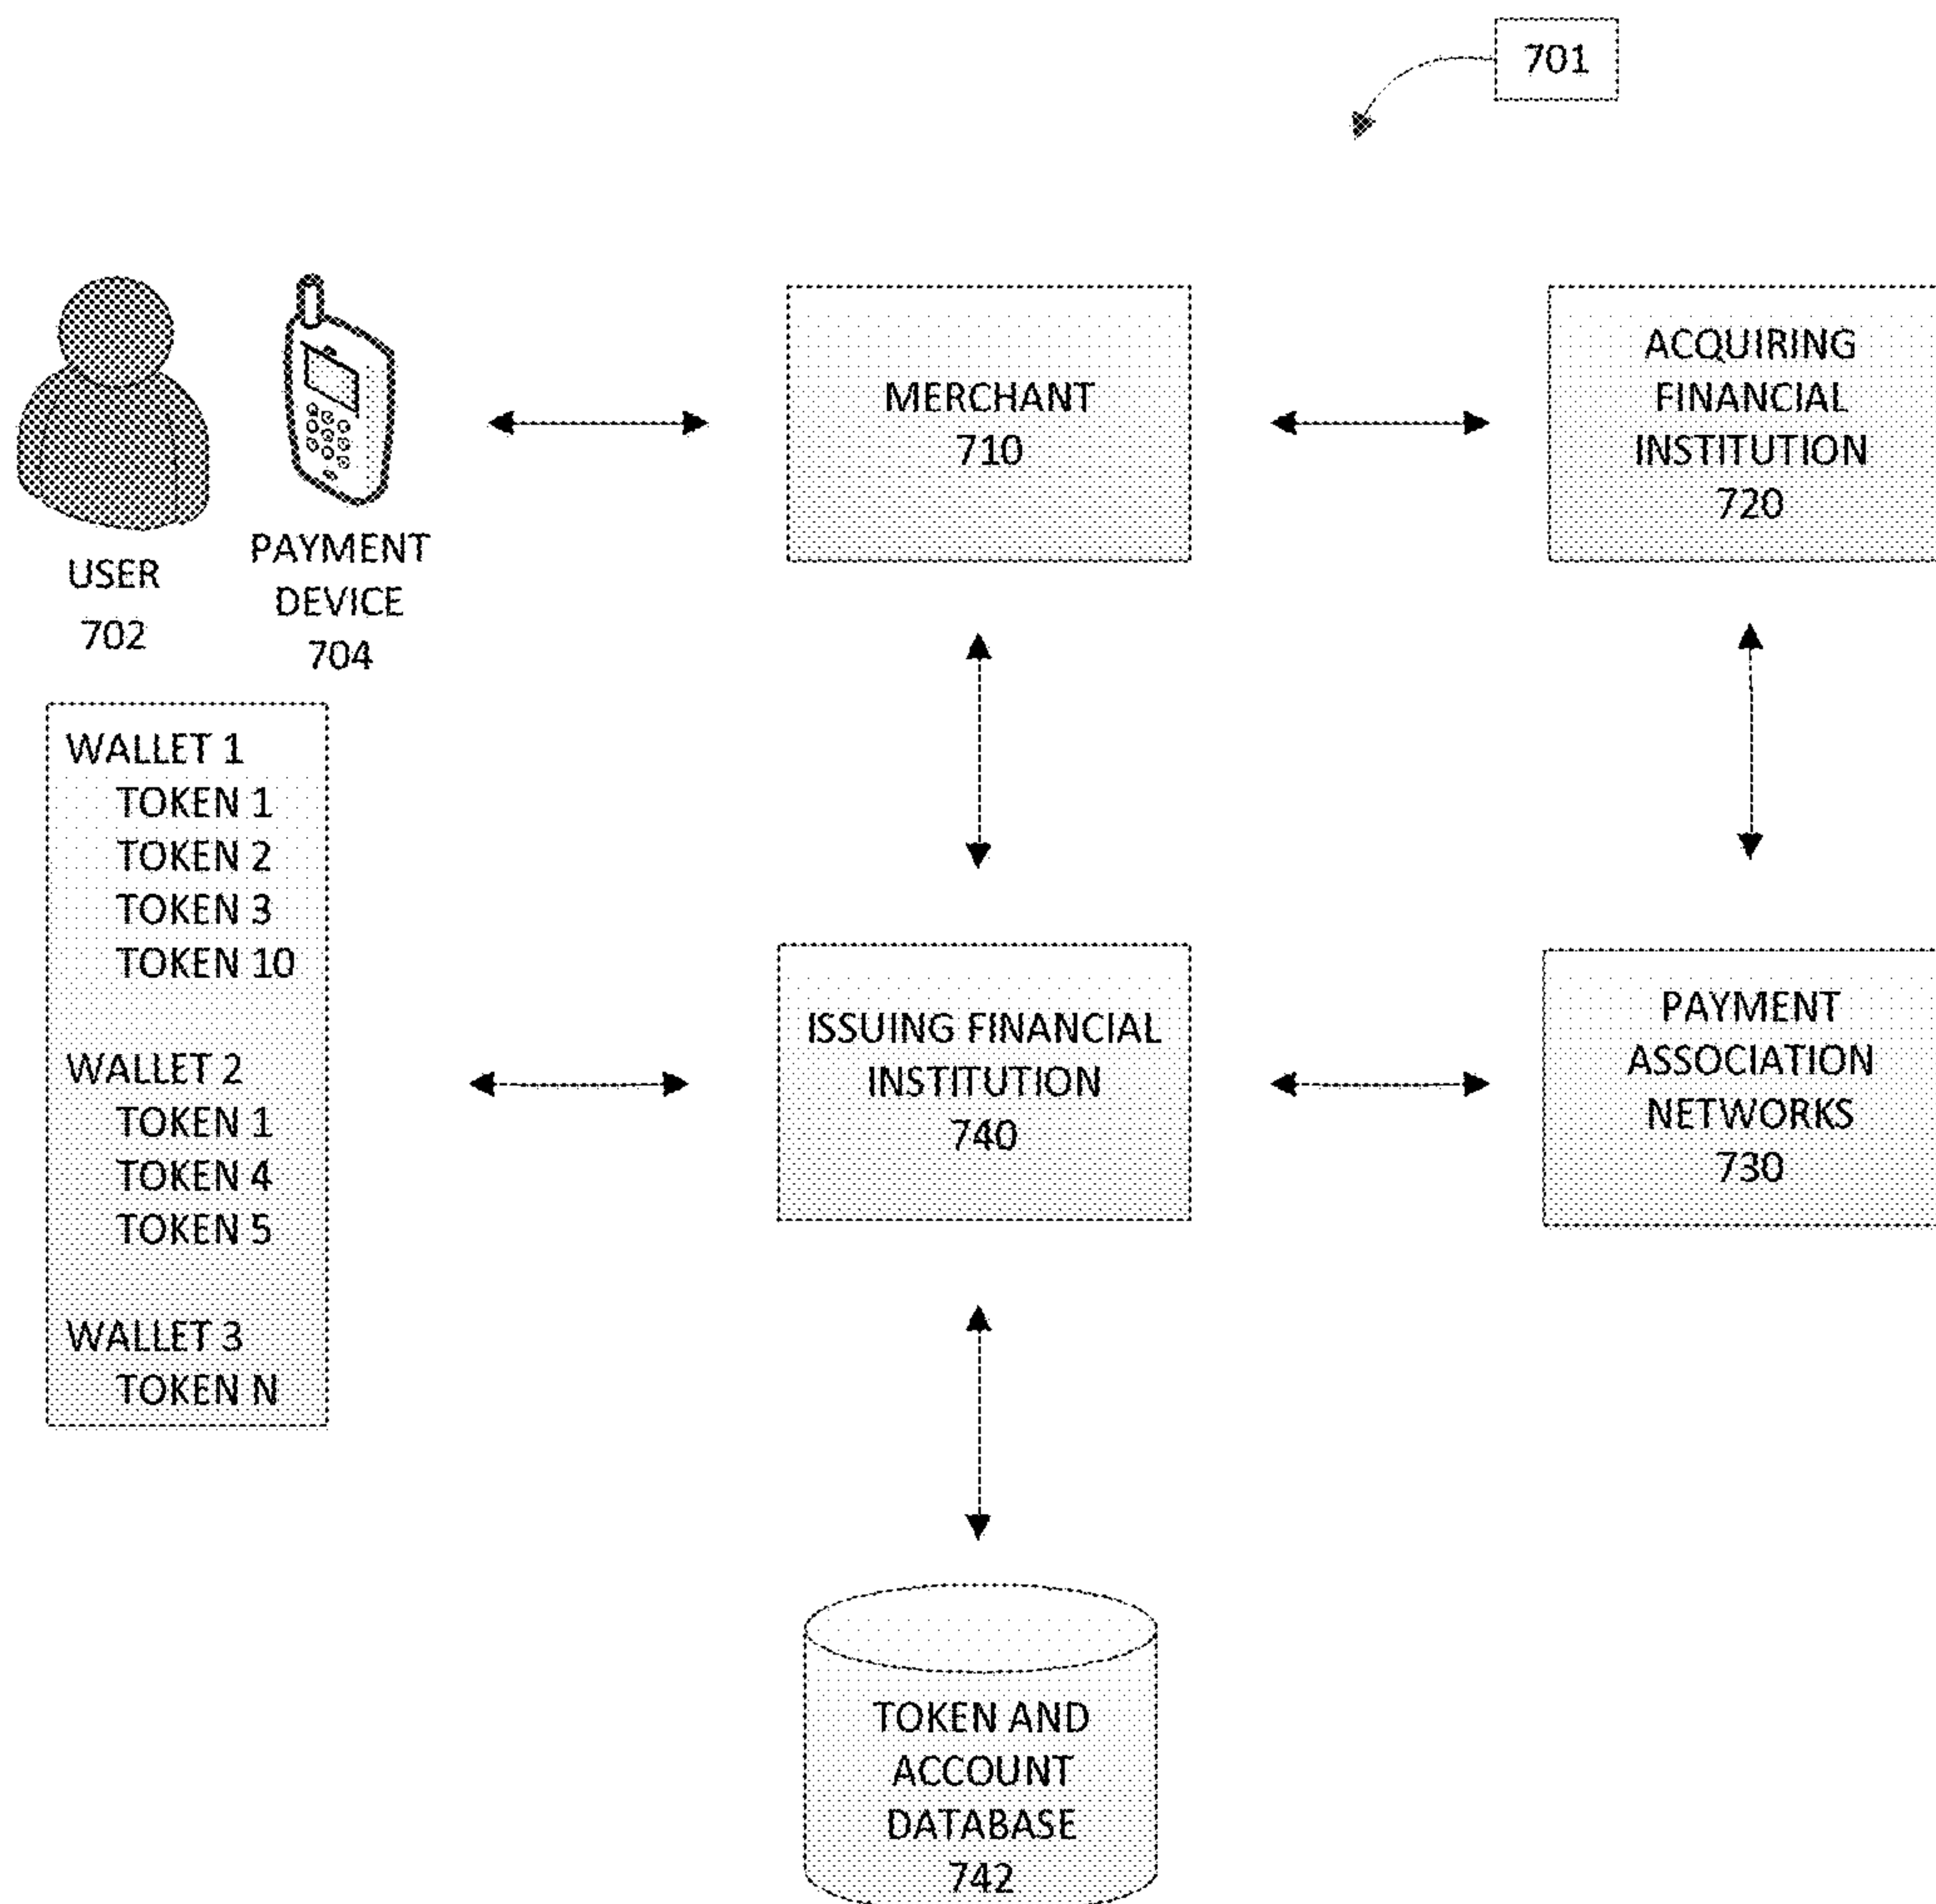 701
USER
702
PAYMENT
DEVICE
704
MERCHANT
710
ACQUIRING
FINANCIAL
INSTITUTION
720
WALLET 1
TOKEN 1
TOKEN 2
TOKEN 3
TOKEN 10
WALLET 2
TOKEN 1
TOKEN 4
TOKEN 5
WALLET 3
TOKEN N
ISSUING FINANCIAL
INSTITUTION
740
PAYMENT
ASSOCIATION
NETWORKS
730
TOKEN AND
ACCOUNT
DATABASE
742